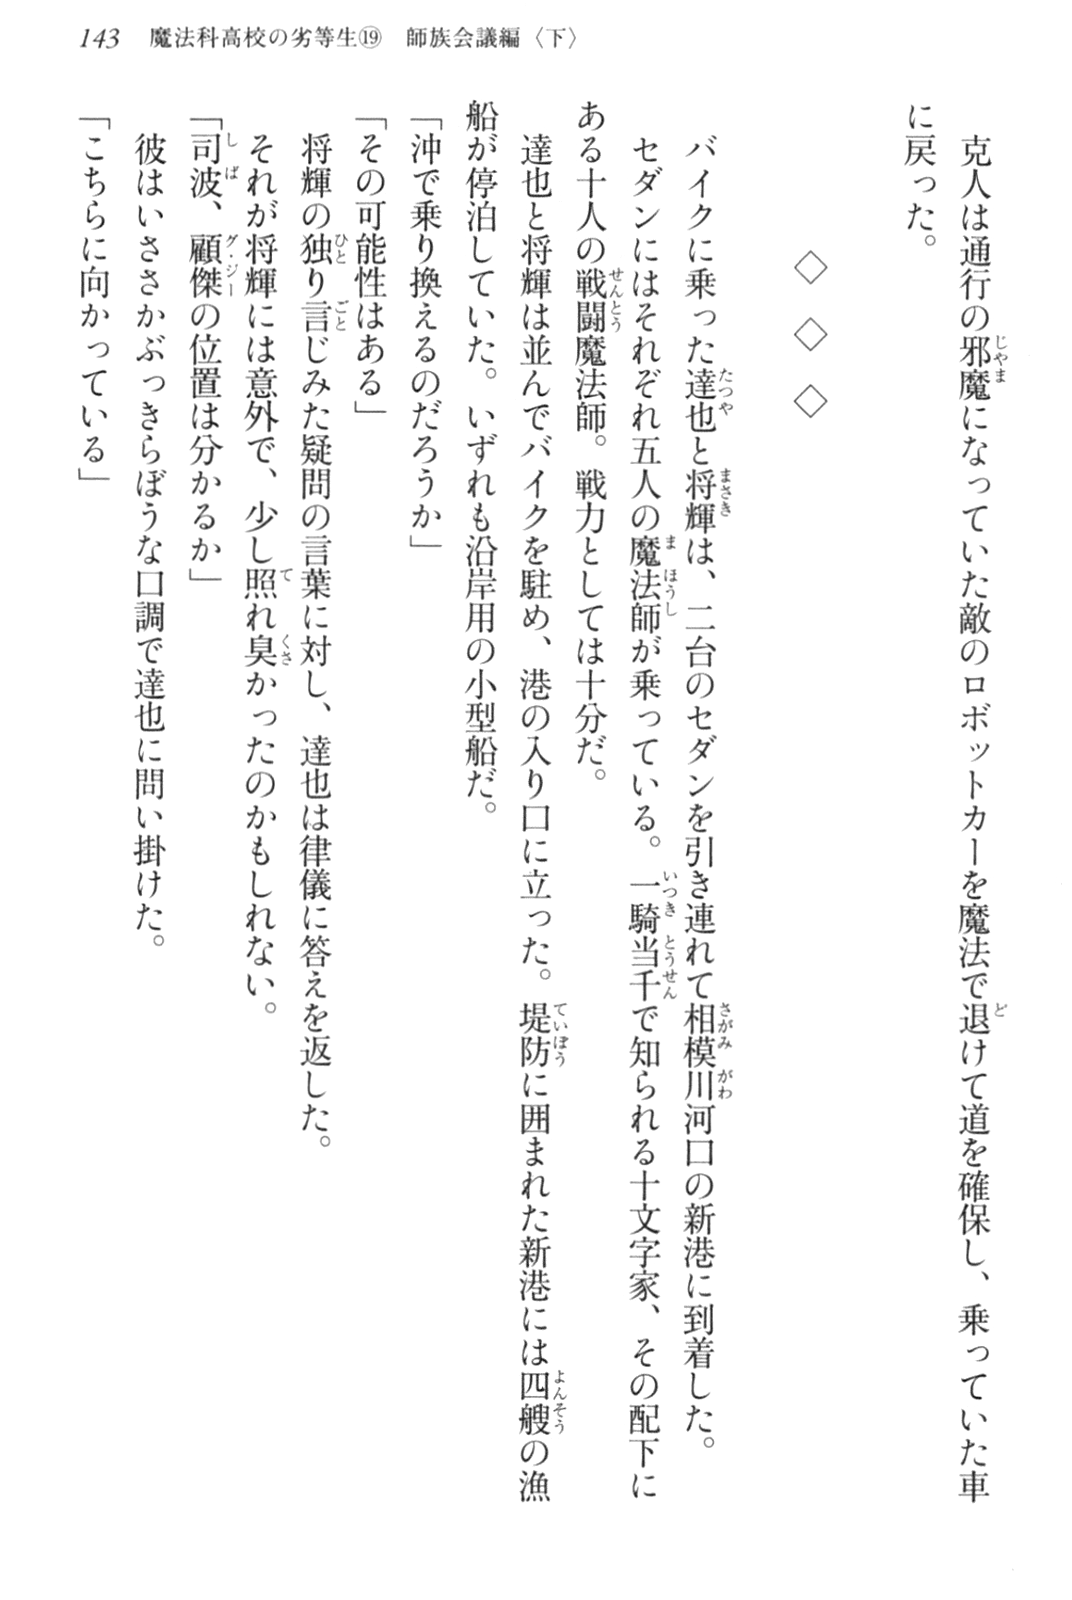 143　魔法科高校の劣等生⑲　師族会議編〈下〉
　克人は通行の邪魔になっていた敵のロボットカーを魔法で退けて道を確保し、乗っていた車
に戻った。
◇　◇　◇
　バイクに乗った達也と将輝は、二台のセダンを引き連れて相模川河口の新港に到着した。
　セダンにはそれぞれ五人の魔法師が乗っている。一騎当千で知られる十文字家、その配下に
ある十人の戦闘魔法師。戦力としては十分だ。
　達也と将輝は並んでバイクを駐め、港の入り口に立った。堤防に囲まれた新港には四艘の漁
船が停泊していた。いずれも沿岸用の小型船だ。
「沖で乗り換えるのだろうか」
「その可能性はある」
　将輝の独り言じみた疑問の言葉に対し、達也は律儀に答えを返した。
　それが将輝には意外で、少し照れ臭かったのかもしれない。
「司波、顧傑の位置は分かるか」
　彼はいささかぶっきらぼうな口調で達也に問い掛けた。
「こちらに向かっている」